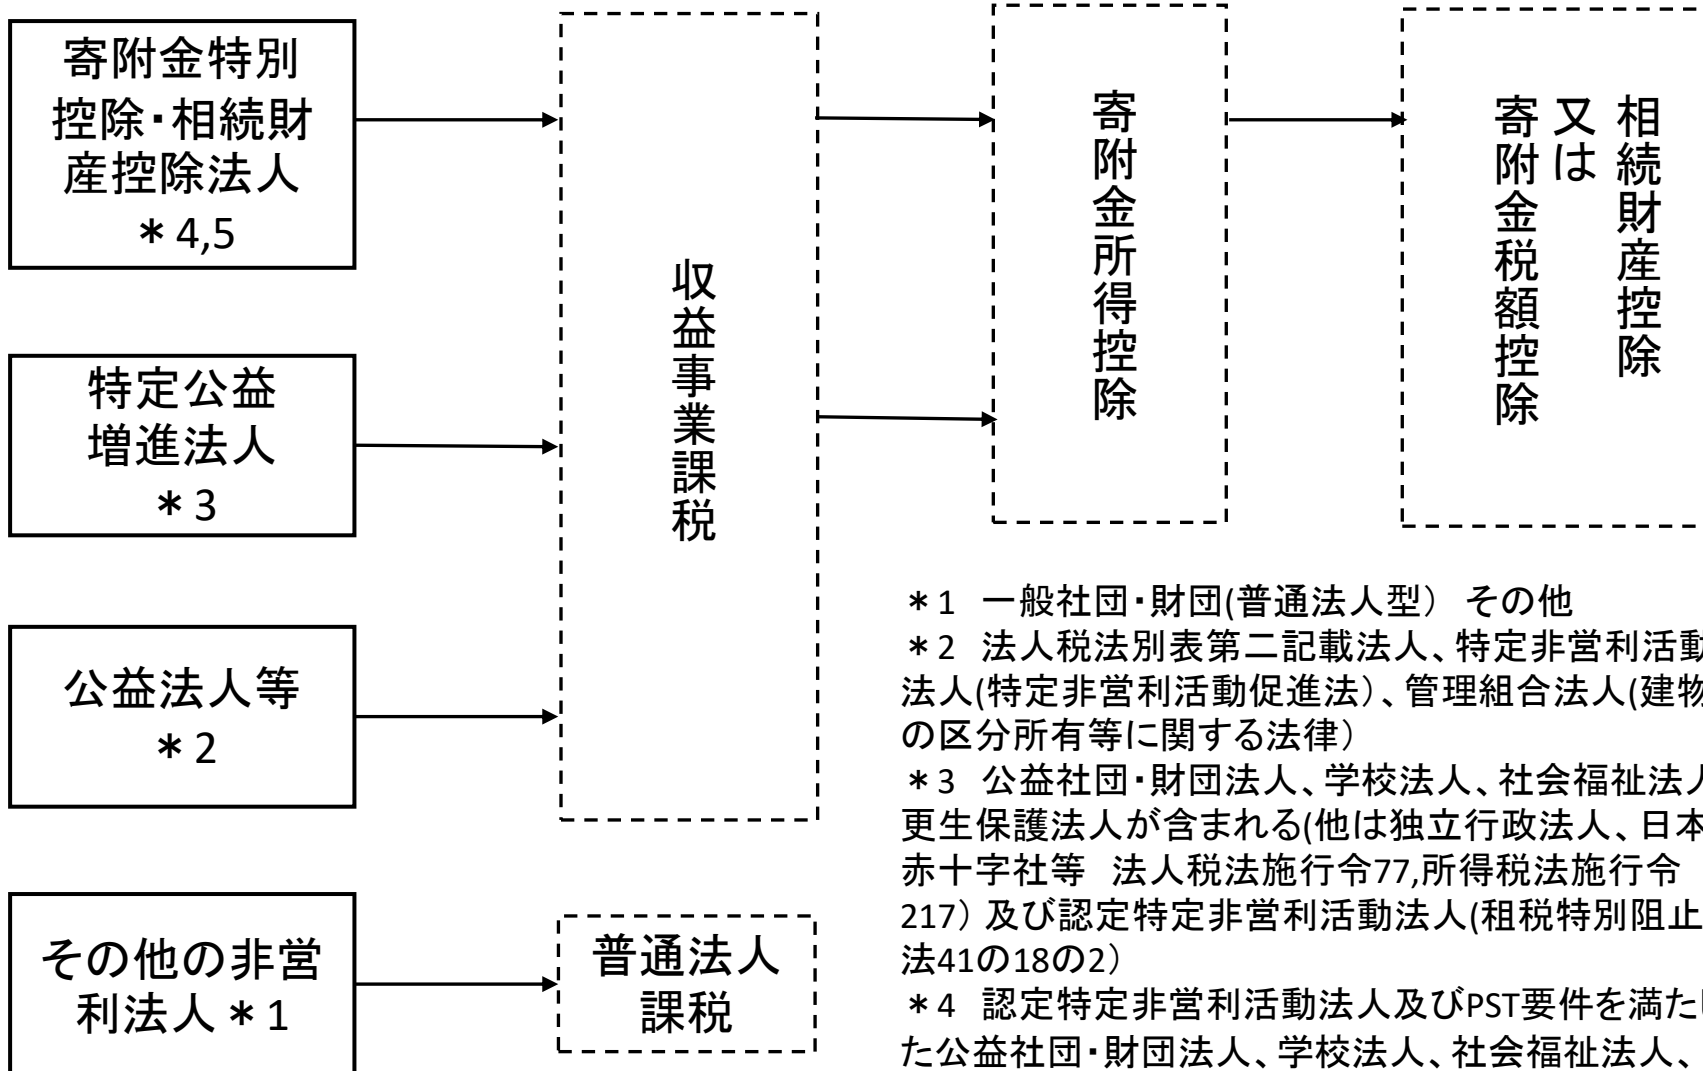 寄附金特別
控除・相続財
産控除法人
＊4,5
特定公益
増進法人
＊3
公益法人等
＊2
その他の非営
利法人＊1
収益事業課税
普通法人
課税
寄附金所得控除
相続財産控除
又は
寄附金税額控除
＊1　一般社団・財団(普通法人型）　その他
＊2　法人税法別表第二記載法人、特定非営利活動
法人(特定非営利活動促進法）、管理組合法人(建物
の区分所有等に関する法律）
＊3　公益社団・財団法人、学校法人、社会福祉法人
更生保護法人が含まれる(他は独立行政法人、日本
赤十字社等　法人税法施行令77,所得税法施行令
217）及び認定特定非営利活動法人(租税特別阻止
法41の18の2）
＊4　認定特定非営利活動法人及びPST要件を満たし
た公益社団・財団法人、学校法人、社会福祉法人、